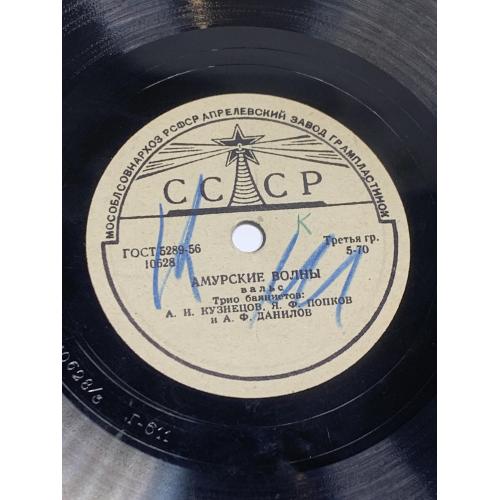 МОСОБЛСОВНАРХОЗ РСФСР АПРЕЛЕВСКИЙ ЗАВОД ГРАМПЛАСТИНОК
СССР
К
ГОСТ 5289-56
10628
Третья гр.
5-70
АМУРСКИЕ ВОЛНЫ
вальс
Трио баянистов:
А. И. КУЗНЕЦОВ, Я. Ф. ПОПКОВ
и А. Ф. ДАНИЛОВ